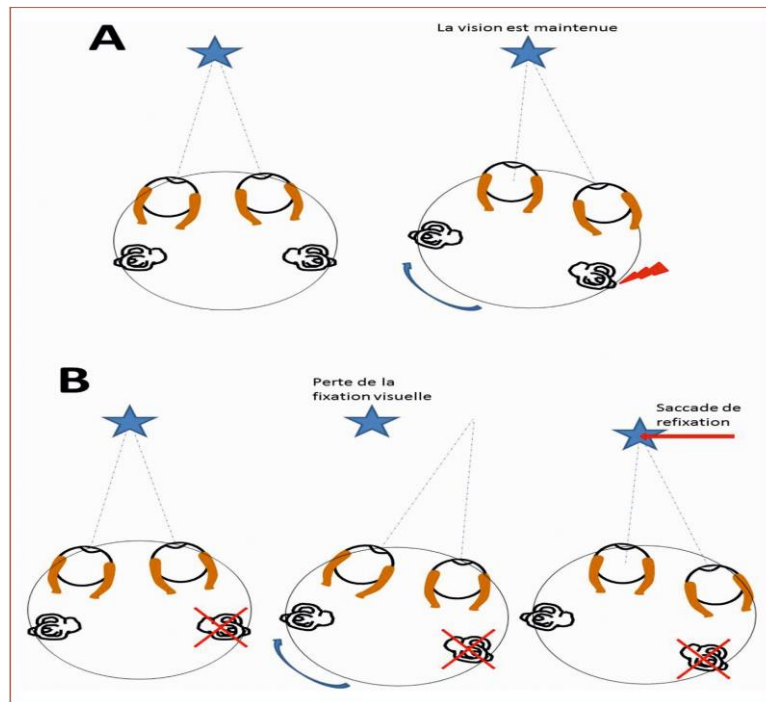 A
La vision est maintenue
B
Perte de la
fixation visuelle
Saccade de
refixation